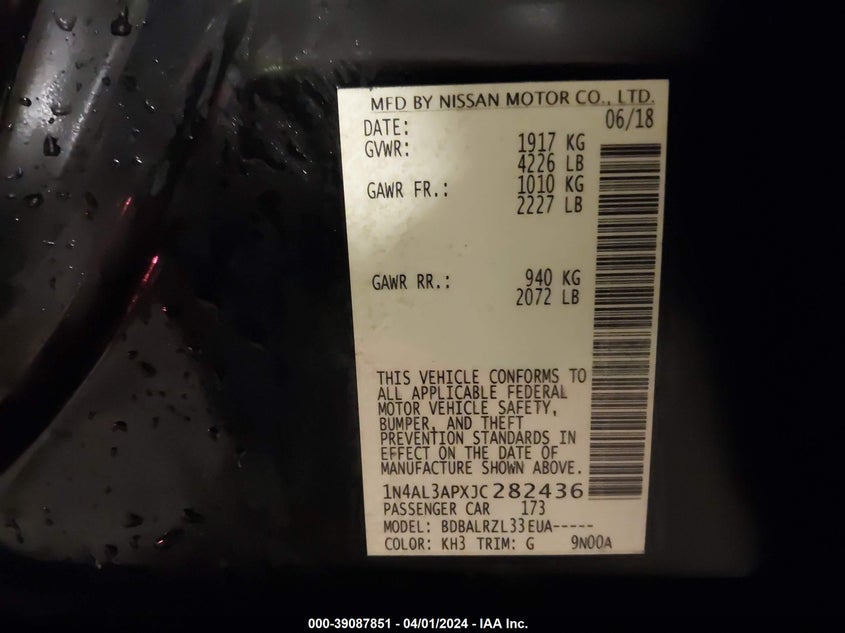 MFD BY NISSAN MOTOR CO., LTD.
DATE: 06/18
GVWR: 1917 KG
4226 LB
GAWR FR.: 1010 KG
2227 LB
GAWR RR.: 940 KG
2072 LB
THIS VEHICLE CONFORMS TO
ALL APPLICABLE FEDERAL
MOTOR VEHICLE SAFETY,
BUMPER, AND THEFT
PREVENTION STANDARDS IN
EFFECT ON THE DATE OF
MANUFACTURE SHOWN ABOVE.
1N4AL3APXJC282436
PASSENGER CAR 173
MODEL: BDBALRZL33EUA-----
COLOR: KH3 TRIM: G 9N00A
000-39087851 - 04/01/2024 - IAA Inc.